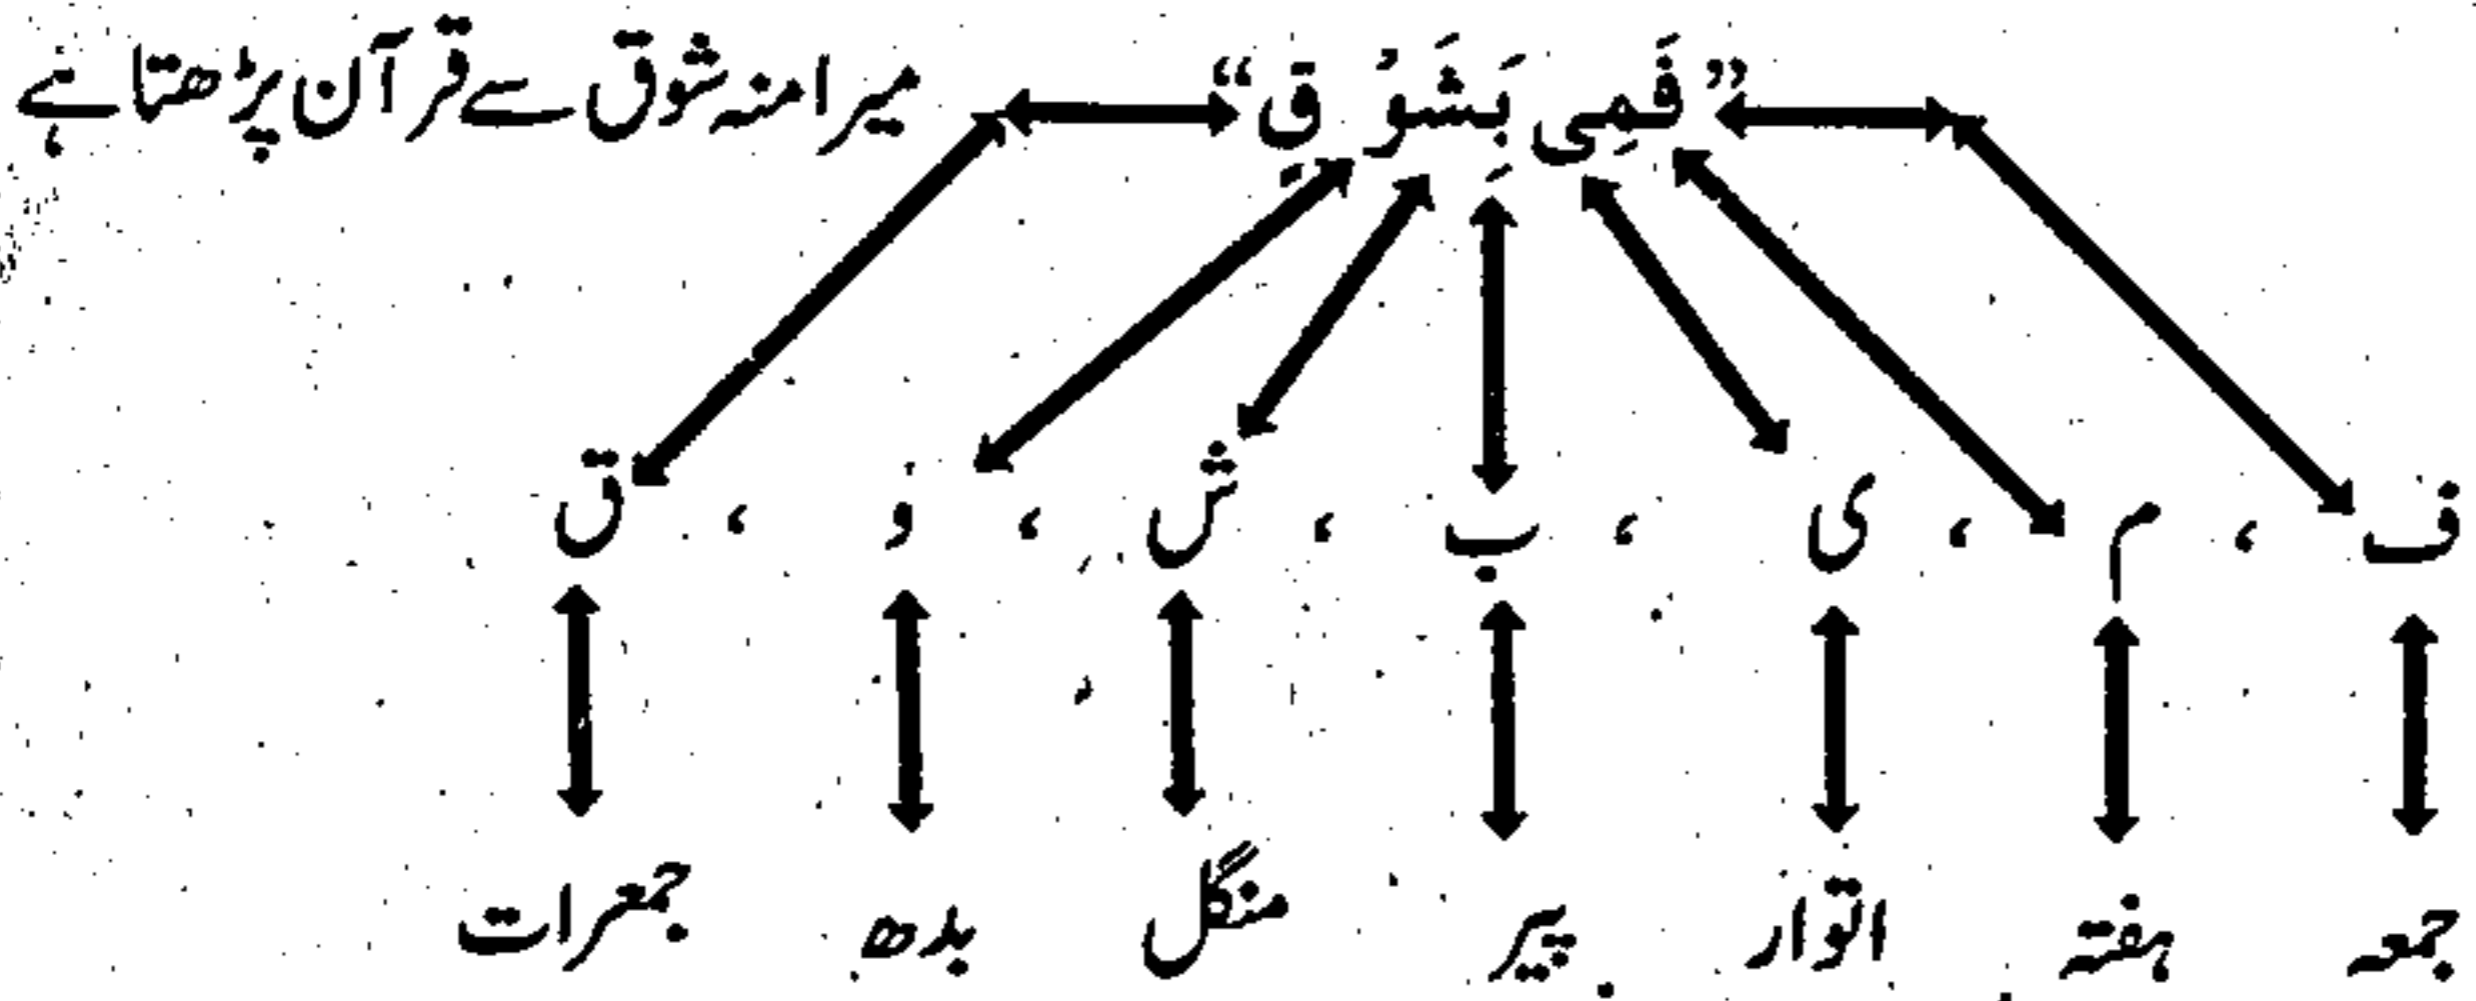 ”فَمِی بِشَوْقٍ“ میرا منہ شوق سے قرآن پڑھتا ہے
ف ، م ، ی ، ب ، ش ، و ، ق
جمعہ ہفتہ اتوار پیر منگل بدھ جمعرات